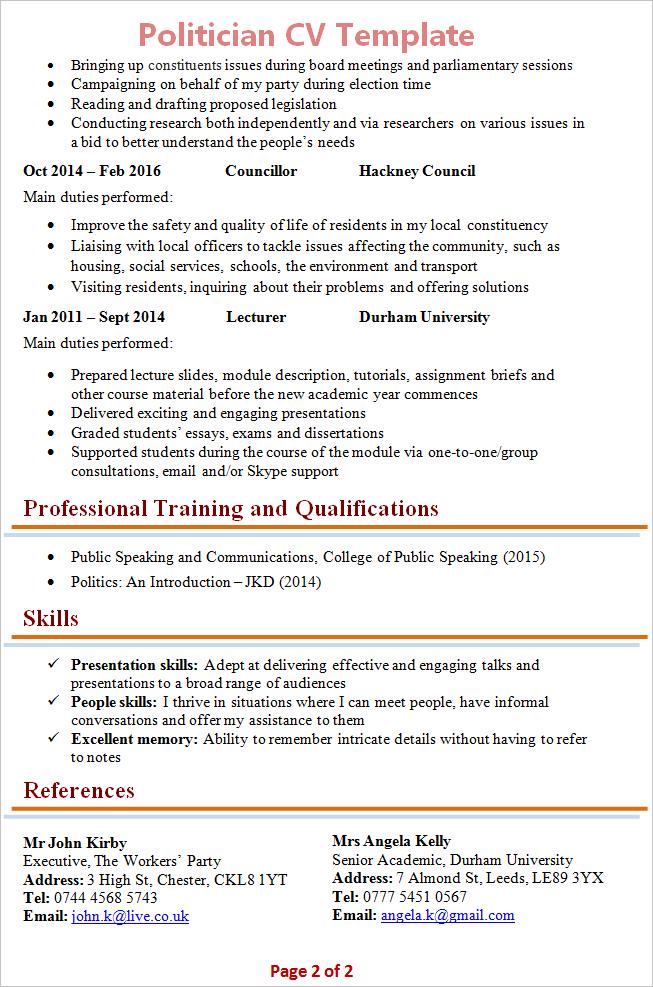 Politician CV Template
• Bringing up constituents issues during board meetings and parliamentary sessions
• Campaigning on behalf of my party during election time
• Reading and drafting proposed legislation
• Conducting research both independently and via researchers on various issues in
a bid to better understand the people's needs
Oct 2014 – Feb 2016 Councillor Hackney Council
Main duties performed:
• Improve the safety and quality of life of residents in my local constituency
• Liaising with local officers to tackle issues affecting the community, such as
housing, social services, schools, the environment and transport
• Visiting residents, inquiring about their problems and offering solutions
Jan 2011 – Sept 2014 Lecturer Durham University
Main duties performed:
• Prepared lecture slides, module description, tutorials, assignment briefs and
other course material before the new academic year commences
• Delivered exciting and engaging presentations
• Graded students' essays, exams and dissertations
• Supported students during the course of the module via one-to-one/group
consultations, email and/or Skype support
Professional Training and Qualifications
• Public Speaking and Communications, College of Public Speaking (2015)
• Politics: An Introduction – JKD (2014)
Skills
✓ Presentation skills: Adept at delivering effective and engaging talks and
presentations to a broad range of audiences
✓ People skills: I thrive in situations where I can meet people, have informal
conversations and offer my assistance to them
✓ Excellent memory: Ability to remember intricate details without having to refer
to notes
References
Mr John Kirby
Executive, The Workers' Party
Address: 3 High St, Chester, CKL8 1YT
Tel: 0744 4568 5743
Email: john.k@live.co.uk
Mrs Angela Kelly
Senior Academic, Durham University
Address: 7 Almond St, Leeds, LE89 3YX
Tel: 0777 5451 0567
Email: angela.k@gmail.com
Page 2 of 2